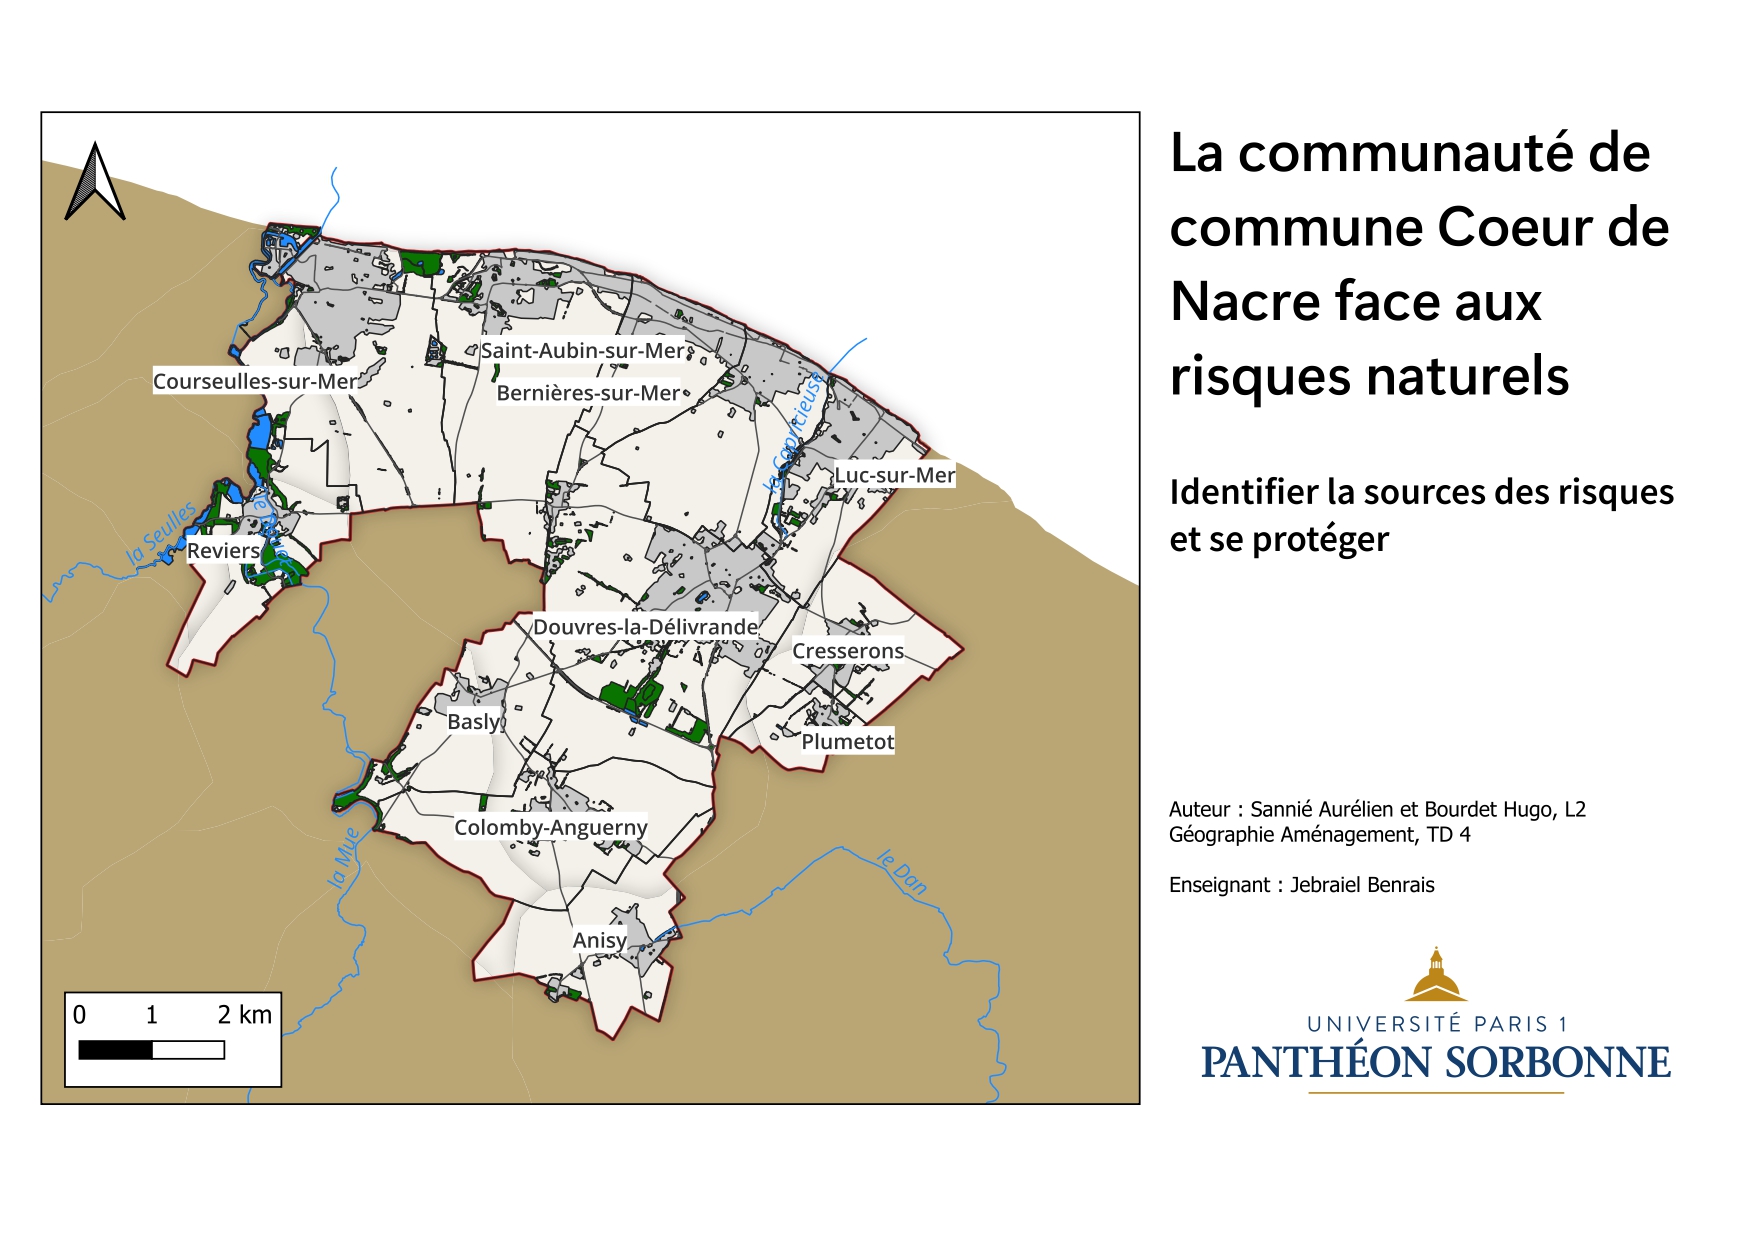 La communauté de
commune Coeur de
Nacre face aux
risques naturels
Identifier la sources des risques
et se protéger
Auteur : Sannié Aurélien et Bourdet Hugo, L2
Géographie Aménagement, TD 4
Enseignant : Jebraiel Benrais
UNIVERSITÉ PARIS 1
PANTHÉON SORBONNE
Saint-Aubin-sur-Mer
Courseulles-sur-Mer
Bernières-sur-Mer
la Capricieuse
Luc-sur-Mer
la Seulles
Reviers
Douvres-la-Délivrande
Cresserons
Basly
Plumetot
Colomby-Anguerny
la Mue
le Dan
Anisy
0 1 2 km